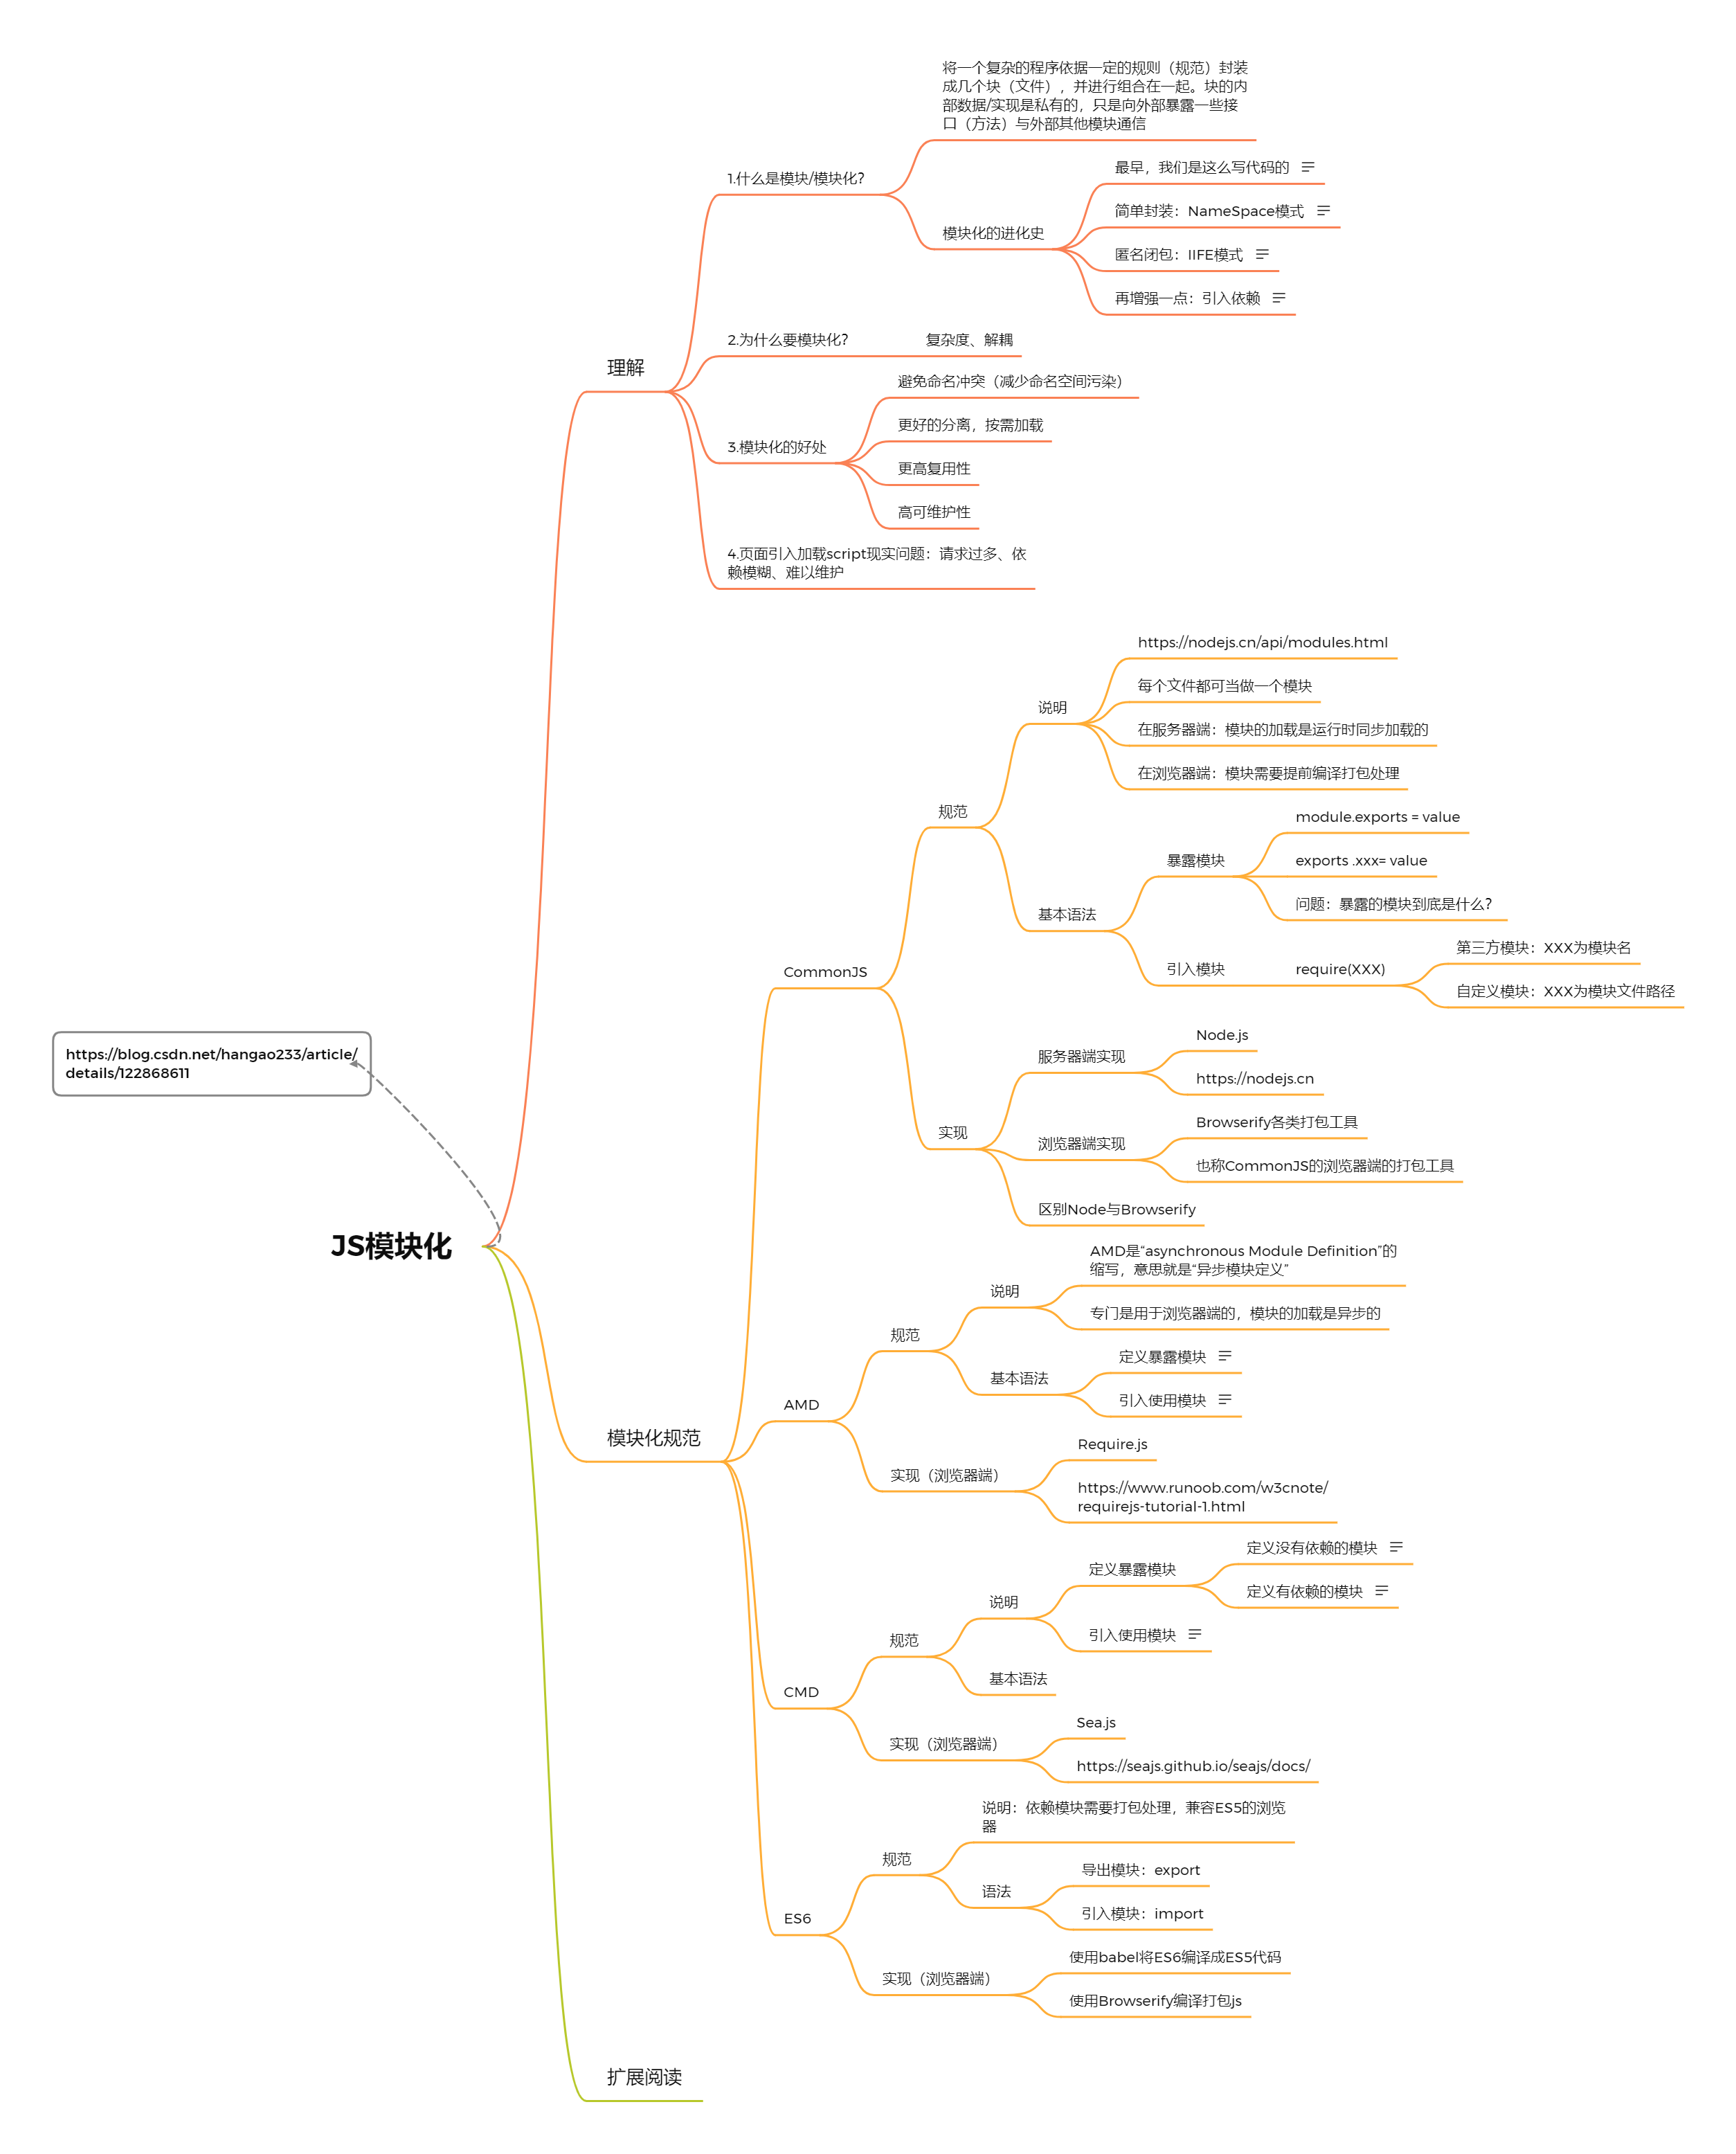 将一个复杂的程序依据一定的规则（规范）封装
成几个块（文件），并进行组合在一起。块的内
部数据/实现是私有的，只是向外部暴露一些接
口（方法）与外部其他模块通信
最早，我们是这么写代码的
1.什么是模块/模块化？
简单封装：NameSpace模式
模块化的进化史
匿名闭包：IIFE模式
再增强一点：引入依赖
2.为什么要模块化？
复杂度、解耦
理解
避免命名冲突（减少命名空间污染）
更好的分离，按需加载
3.模块化的好处
更高复用性
高可维护性
4.页面引入加载script现实问题：请求过多、依
赖模糊、难以维护
https://nodejs.cn/api/modules.html
每个文件都可当做一个模块
说明
在服务器端：模块的加载是运行时同步加载的
在浏览器端：模块需要提前编译打包处理
规范
module.exports = value
暴露模块
exports .xxx= value
问题：暴露的模块到底是什么？
基本语法
第三方模块：XXX为模块名
引入模块
require(XXX)
自定义模块：XXX为模块文件路径
CommonJS
Node.js
服务器端实现
https://nodejs.cn
https://blog.csdn.net/hangao233/article/
details/122868611
Browserify各类打包工具
实现
浏览器端实现
也称CommonJS的浏览器端的打包工具
区别Node与Browserify
JS模块化
AMD是“asynchronous Module Definition”的
缩写，意思就是“异步模块定义”
说明
专门是用于浏览器端的，模块的加载是异步的
规范
定义暴露模块
基本语法
引入使用模块
AMD
模块化规范
Require.js
实现（浏览器端）
https://www.runoob.com/w3cnote/
requirejs-tutorial-1.html
定义没有依赖的模块
定义暴露模块
定义有依赖的模块
说明
引入使用模块
规范
基本语法
CMD
Sea.js
实现（浏览器端）
https://seajs.github.io/seajs/docs/
说明：依赖模块需要打包处理，兼容ES5的浏览
器
规范
导出模块：export
语法
引入模块：import
ES6
使用babel将ES6编译成ES5代码
实现（浏览器端）
使用Browserify编译打包js
扩展阅读